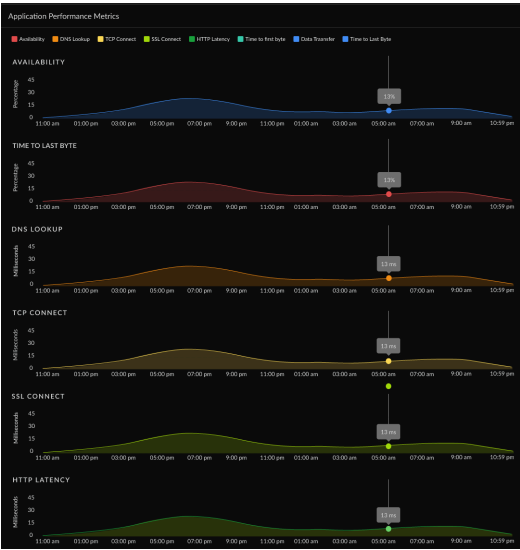 Application Performance Metrics
Availability DNS Lookup TCP Connect SSL Connect HTTP Latency Time to first byte Data Transfer Time to Last Byte
AVAILABILITY
Percentage
45
30
15
0
13%
11:00 am 01:00 pm 03:00 pm 05:00 pm 07:00 pm 9:00 pm 11:00 pm 01:00 am 03:00 am 05:00 am 07:00 am 9:00 am 10:59 pm
TIME TO LAST BYTE
Percentage
45
30
15
0
13%
11:00 am 01:00 pm 03:00 pm 05:00 pm 07:00 pm 9:00 pm 11:00 pm 01:00 am 03:00 am 05:00 am 07:00 am 9:00 am 10:59 pm
DNS LOOKUP
Milliseconds
45
30
15
0
13 ms
11:00 am 01:00 pm 03:00 pm 05:00 pm 07:00 pm 9:00 pm 11:00 pm 01:00 am 03:00 am 05:00 am 07:00 am 9:00 am 10:59 pm
TCP CONNECT
Milliseconds
45
30
15
0
13 ms
11:00 am 01:00 pm 03:00 pm 05:00 pm 07:00 pm 9:00 pm 11:00 pm 01:00 am 03:00 am 05:00 am 07:00 am 9:00 am 10:59 pm
SSL CONNECT
Milliseconds
45
30
15
0
13 ms
11:00 am 01:00 pm 03:00 pm 05:00 pm 07:00 pm 9:00 pm 11:00 pm 01:00 am 03:00 am 05:00 am 07:00 am 9:00 am 10:59 pm
HTTP LATENCY
Milliseconds
45
30
15
0
13 ms
11:00 am 01:00 pm 03:00 pm 05:00 pm 07:00 pm 9:00 pm 11:00 pm 01:00 am 03:00 am 05:00 am 07:00 am 9:00 am 10:59 pm